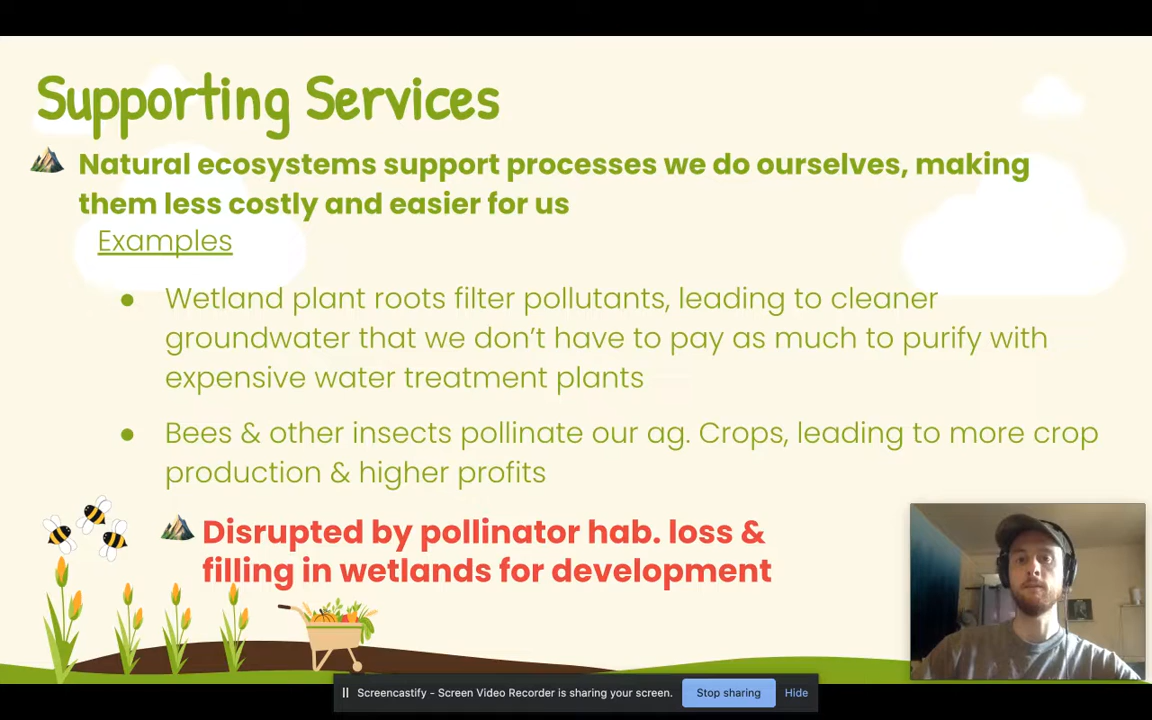 Supporting Services
Natural ecosystems support processes we do ourselves, making
them less costly and easier for us
Examples
● Wetland plant roots filter pollutants, leading to cleaner
groundwater that we don’t have to pay as much to purify with
expensive water treatment plants
● Bees & other insects pollinate our ag. Crops, leading to more crop
production & higher profits
Disrupted by pollinator hab. loss &
filling in wetlands for development
Screencastify - Screen Video Recorder is sharing your screen. Stop sharing Hide